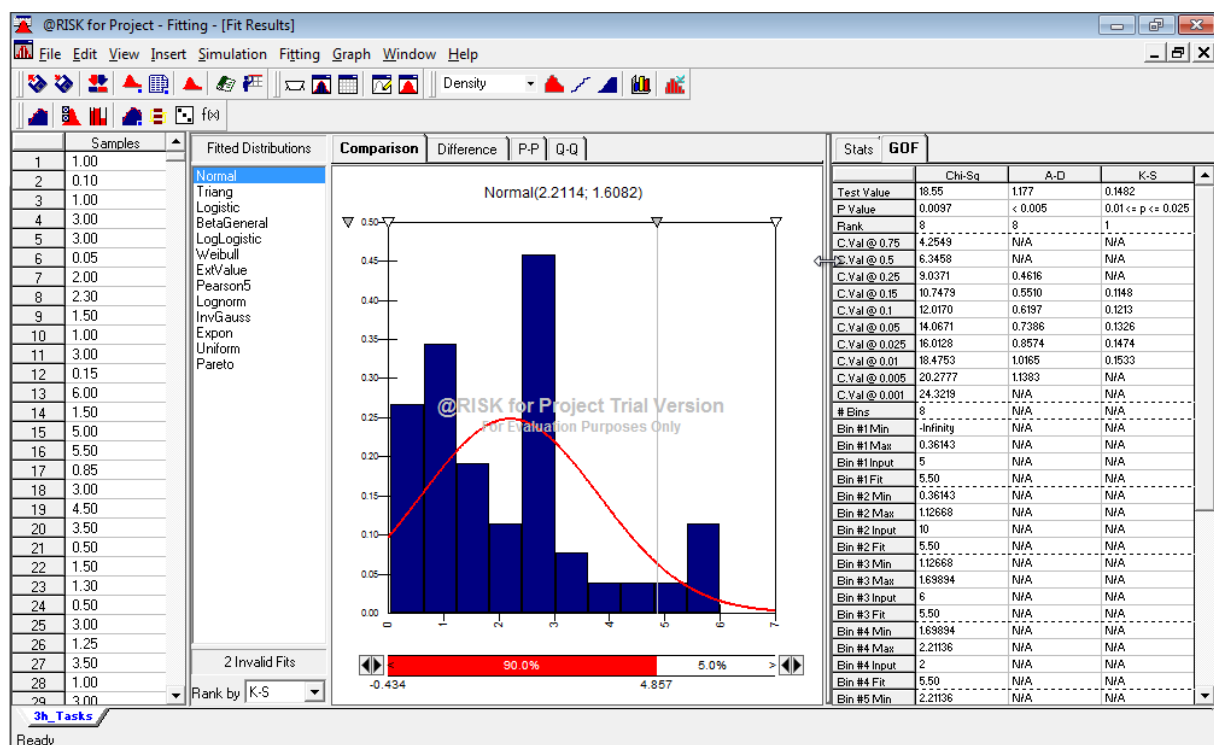 @RISK for Project - Fitting - [Fit Results]
File Edit View Insert Simulation Fitting Graph Window Help
Density
f(x)
Samples
1 1.00
2 0.10
3 1.00
4 3.00
5 3.00
6 0.05
7 2.00
8 2.30
9 1.50
10 1.00
11 3.00
12 0.15
13 6.00
14 1.50
15 5.00
16 5.50
17 0.85
18 3.00
19 4.50
20 3.50
21 0.50
22 1.50
23 1.30
24 0.50
25 3.00
26 1.25
27 3.50
28 1.00
29 3.00
Fitted Distributions
Normal
Triang
Logistic
BetaGeneral
LogLogistic
Weibull
ExtValue
Pearson5
Lognorm
InvGauss
Expon
Uniform
Pareto
2 Invalid Fits
Rank by K-S
Comparison Difference P-P Q-Q
Normal(2.2114; 1.6082)
0.50
0.45
0.40
0.35
0.30
0.25
0.20
0.15
0.10
0.05
0.00
@RISK for Project Trial Version
For Evaluation Purposes Only
0 1 2 3 4 5 6 7
< 90.0% 5.0% >
-0.434 4.857
Stats GOF
Chi-Sq A-D K-S
Test Value 18.55 1.177 0.1482
P Value 0.0097 < 0.005 0.01 <= p <= 0.025
Rank 8 8 1
C.Val @ 0.75 4.2549 N/A N/A
C.Val @ 0.5 6.3458 N/A N/A
C.Val @ 0.25 9.0371 0.4616 N/A
C.Val @ 0.15 10.7479 0.5510 0.1148
C.Val @ 0.1 12.0170 0.6197 0.1213
C.Val @ 0.05 14.0671 0.7386 0.1326
C.Val @ 0.025 16.0128 0.8574 0.1474
C.Val @ 0.01 18.4753 1.0165 0.1533
C.Val @ 0.005 20.2777 1.1383 N/A
C.Val @ 0.001 24.3219 N/A N/A
# Bins 8 N/A N/A
Bin #1 Min -Infinity N/A N/A
Bin #1 Max 0.36143 N/A N/A
Bin #1 Input 5 N/A N/A
Bin #1 Fit 5.50 N/A N/A
Bin #2 Min 0.36143 N/A N/A
Bin #2 Max 1.12668 N/A N/A
Bin #2 Input 10 N/A N/A
Bin #2 Fit 5.50 N/A N/A
Bin #3 Min 1.12668 N/A N/A
Bin #3 Max 1.69894 N/A N/A
Bin #3 Input 6 N/A N/A
Bin #3 Fit 5.50 N/A N/A
Bin #4 Min 1.69894 N/A N/A
Bin #4 Max 2.21136 N/A N/A
Bin #4 Input 2 N/A N/A
Bin #4 Fit 5.50 N/A N/A
Bin #5 Min 2.21136 N/A N/A
3h_Tasks
Ready